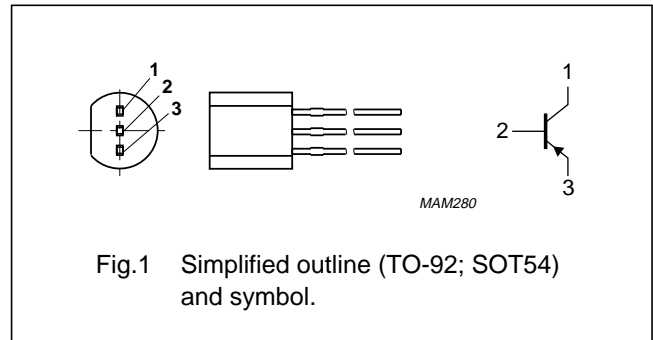 1
2
3
1
2
3
MAM280
Fig.1 Simplified outline (TO-92; SOT54)
and symbol.